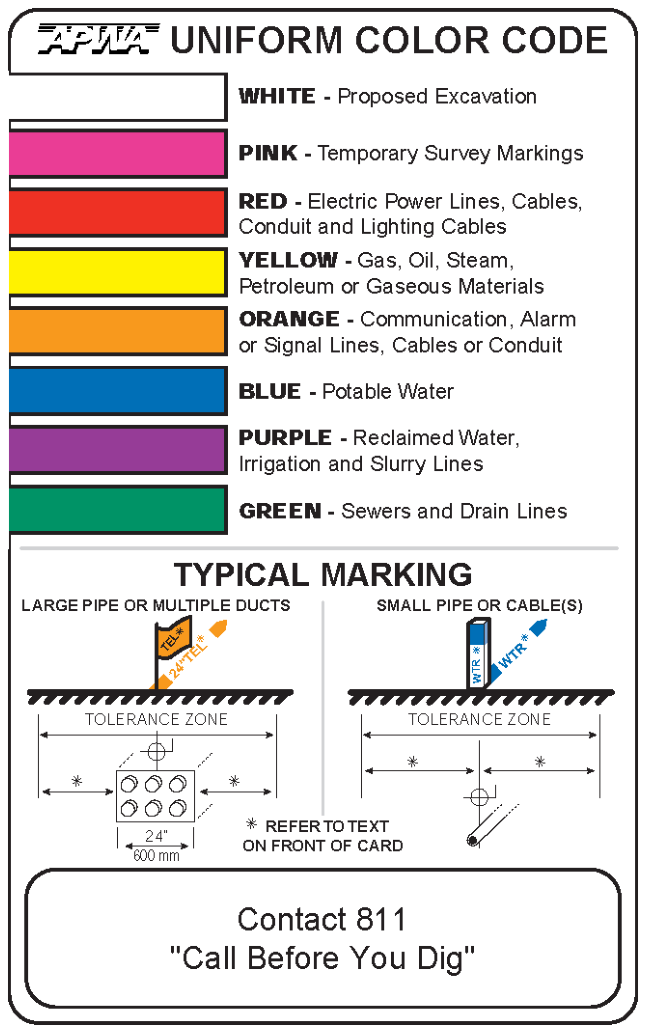 APWA UNIFORM COLOR CODE
WHITE - Proposed Excavation
PINK - Temporary Survey Markings
RED - Electric Power Lines, Cables,
Conduit and Lighting Cables
YELLOW - Gas, Oil, Steam,
Petroleum or Gaseous Materials
ORANGE - Communication, Alarm
or Signal Lines, Cables or Conduit
BLUE - Potable Water
PURPLE - Reclaimed Water,
Irrigation and Slurry Lines
GREEN - Sewers and Drain Lines
TYPICAL MARKING
LARGE PIPE OR MULTIPLE DUCTS
TEL*
24"TEL*
TOLERANCE ZONE
*
*
24"
600 mm
SMALL PIPE OR CABLE(S)
WTR *
WTR*
TOLERANCE ZONE
*
*
* REFER TO TEXT
ON FRONT OF CARD
Contact 811
"Call Before You Dig"